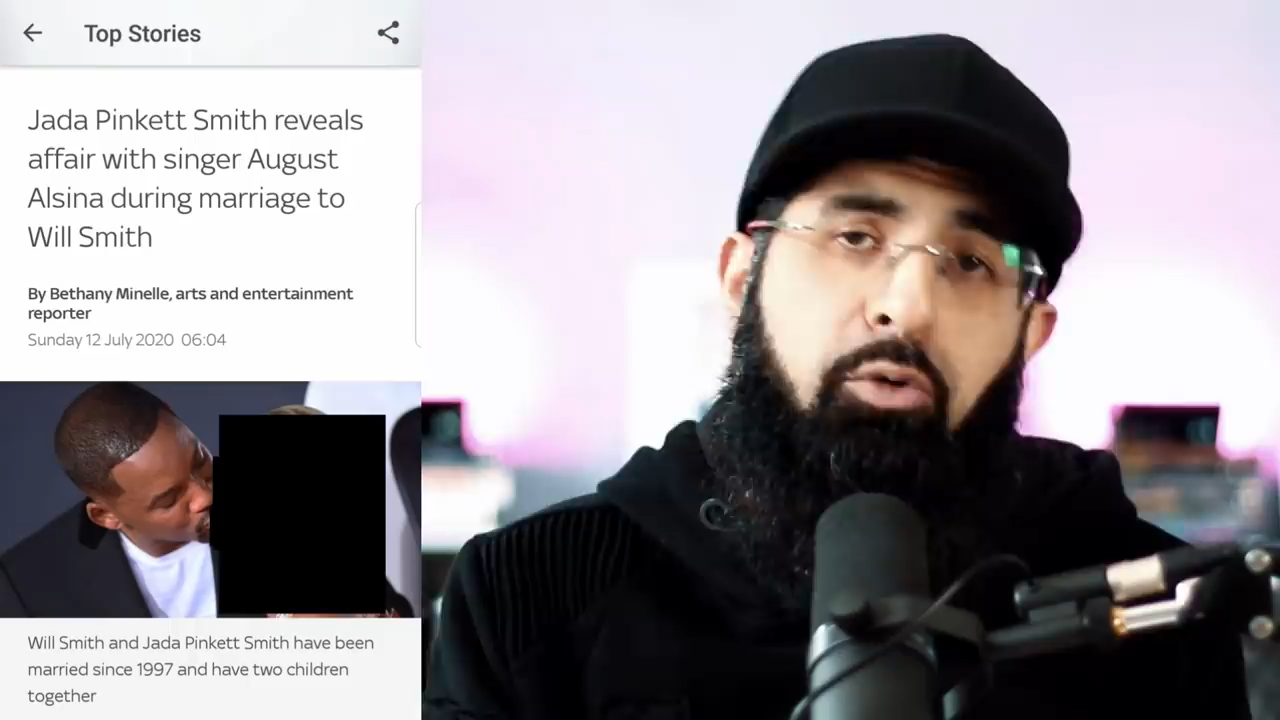 Top Stories
Jada Pinkett Smith reveals
affair with singer August
Alsina during marriage to
Will Smith
By Bethany Minelle, arts and entertainment
reporter
Sunday 12 July 2020 06:04
Will Smith and Jada Pinkett Smith have been
married since 1997 and have two children
together